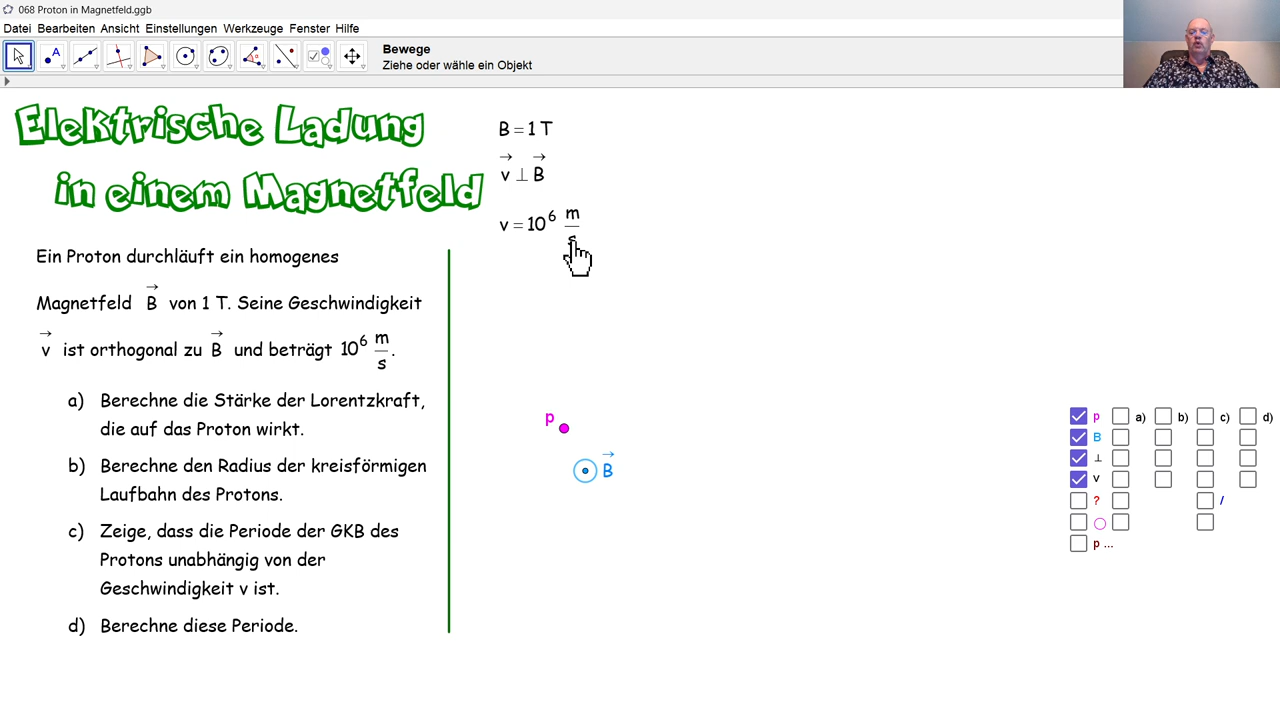 068 Proton in Magnetfeld.ggb
Datei Bearbeiten Ansicht Einstellungen Werkzeuge Fenster Hilfe
A
Bewege
Ziehe oder wähle ein Objekt
Elektrische Ladung
in einem Magnetfeld
B = 1 T
v ⊥ B
v = 10⁶ m/s
Ein Proton durchläuft ein homogenes
Magnetfeld B von 1 T. Seine Geschwindigkeit
v ist orthogonal zu B und beträgt 10⁶ m/s.
a) Berechne die Stärke der Lorentzkraft,
die auf das Proton wirkt.
b) Berechne den Radius der kreisförmigen
Laufbahn des Protons.
c) Zeige, dass die Periode der GKB des
Protons unabhängig von der
Geschwindigkeit v ist.
d) Berechne diese Periode.
p
B
p a) b) c) d)
B
⊥
v
? /
p ...